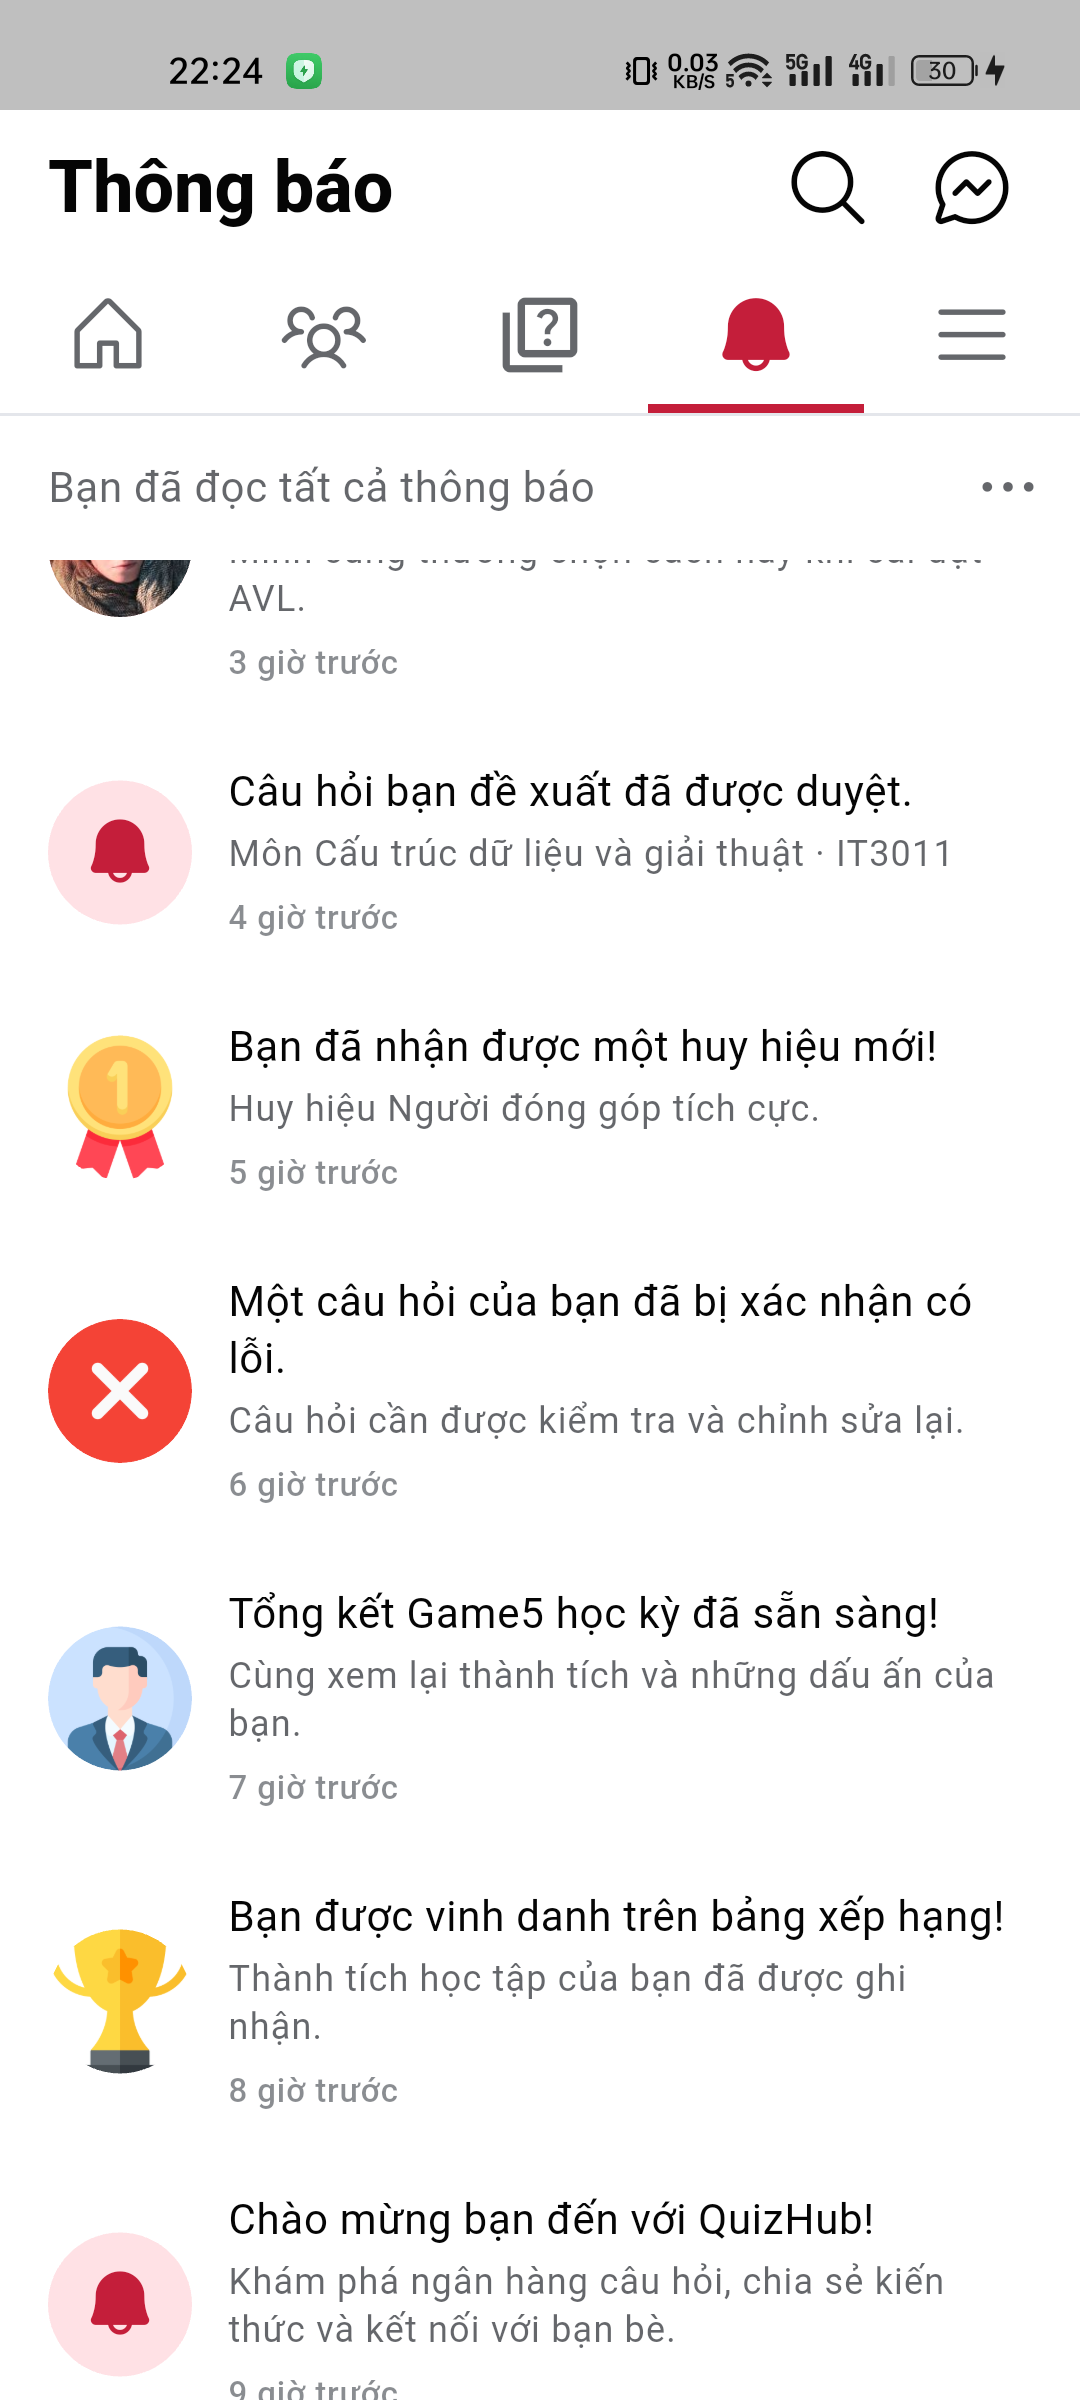 22:24
0.03
KB/S
5
5G
4G
30
Thông báo
Bạn đã đọc tất cả thông báo
AVL.
3 giờ trước
Câu hỏi bạn đề xuất đã được duyệt.
Môn Cấu trúc dữ liệu và giải thuật · IT3011
4 giờ trước
1
Bạn đã nhận được một huy hiệu mới!
Huy hiệu Người đóng góp tích cực.
5 giờ trước
Một câu hỏi của bạn đã bị xác nhận có
lỗi.
Câu hỏi cần được kiểm tra và chỉnh sửa lại.
6 giờ trước
Tổng kết Game5 học kỳ đã sẵn sàng!
Cùng xem lại thành tích và những dấu ấn của
bạn.
7 giờ trước
Bạn được vinh danh trên bảng xếp hạng!
Thành tích học tập của bạn đã được ghi
nhận.
8 giờ trước
Chào mừng bạn đến với QuizHub!
Khám phá ngân hàng câu hỏi, chia sẻ kiến
thức và kết nối với bạn bè.
9 giờ trước